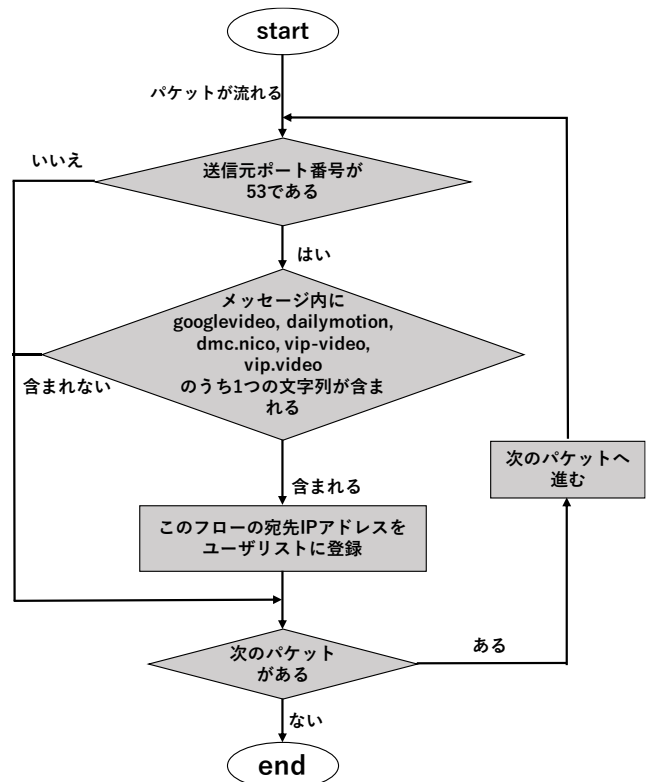 start
パケットが流れる
いいえ
送信元ポート番号が
53である
はい
メッセージ内に
googlevideo, dailymotion,
dmc.nico, vip-video,
vip.video
のうち1つの文字列が含ま
れる
含まれない
含まれる
次のパケットへ
進む
このフローの宛先IPアドレスを
ユーザリストに登録
次のパケット
がある
ある
ない
end